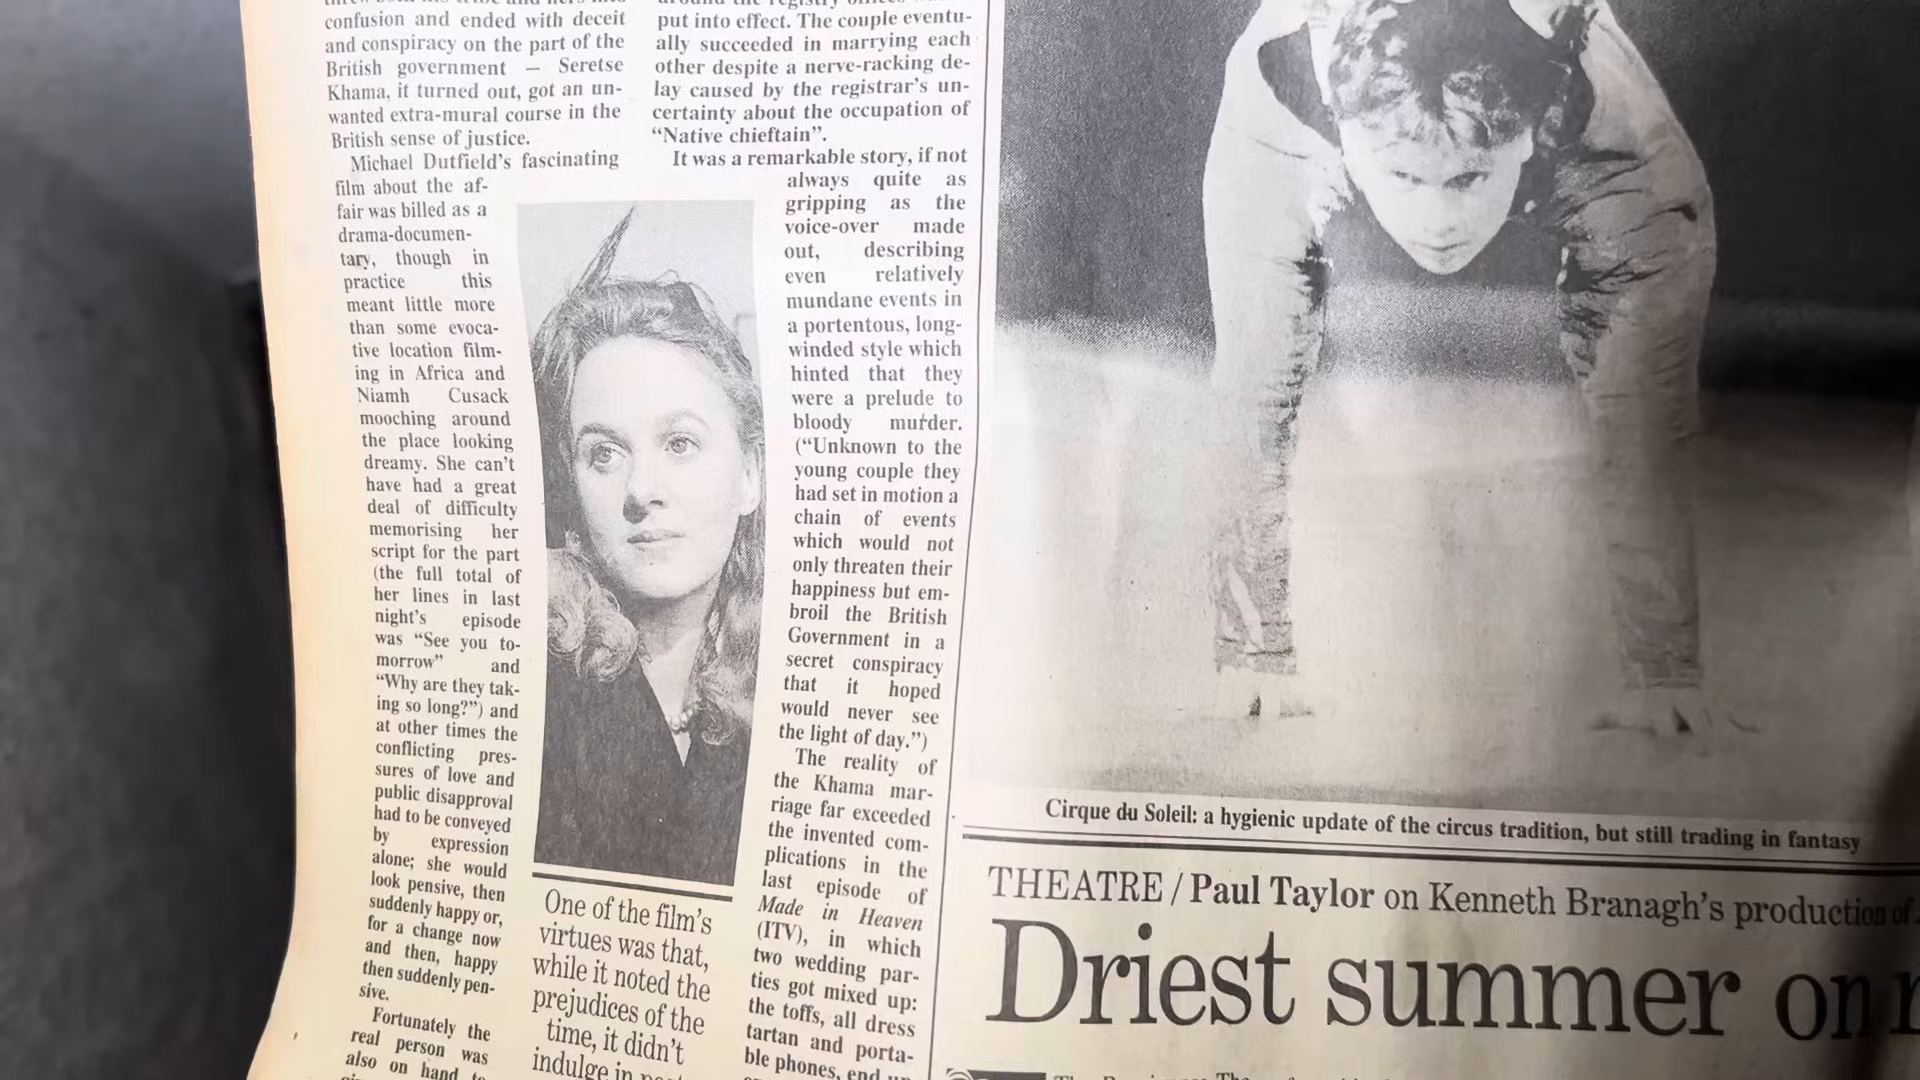 confusion and ended with deceit
and conspiracy on the part of the
British government — Seretse
Khama, it turned out, got an un-
wanted extra-mural course in the
British sense of justice.
Michael Dutfield's fascinating
film about the af-
fair was billed as a
drama-documen-
tary, though in
practice this
meant little more
than some evoca-
tive location film-
ing in Africa and
Niamh Cusack
mooching around
the place looking
dreamy. She can't
have had a great
deal of difficulty
memorising her
script for the part
(the full total of
her lines in last
night's episode
was “See you to-
morrow” and
“Why are they tak-
ing so long?”) and
at other times the
conflicting pres-
sures of love and
public disapproval
had to be conveyed
by expression
alone; she would
look pensive, then
suddenly happy or,
for a change now
and then, happy
then suddenly pen-
sive.
Fortunately the
real person was
also on hand to
One of the film's
virtues was that,
while it noted the
prejudices of the
time, it didn't
indulge in
put into effect. The couple eventu-
ally succeeded in marrying each
other despite a nerve-racking de-
lay caused by the registrar's un-
certainty about the occupation of
“Native chieftain”.
It was a remarkable story, if not
always quite as
gripping as the
voice-over made
out, describing
even relatively
mundane events in
a portentous, long-
winded style which
hinted that they
were a prelude to
bloody murder.
(“Unknown to the
young couple they
had set in motion a
chain of events
which would not
only threaten their
happiness but em-
broil the British
Government in a
secret conspiracy
that it hoped
would never see
the light of day.”)
The reality of
the Khama mar-
riage far exceeded
the invented com-
plications in the
last episode of
Made in Heaven
(ITV), in which
two wedding par-
ties got mixed up:
the toffs, all dress
tartan and porta-
ble phones, end
Cirque du Soleil: a hygienic update of the circus tradition, but still trading in fantasy
THEATRE / Paul Taylor on Kenneth Branagh's production of
Driest summer on